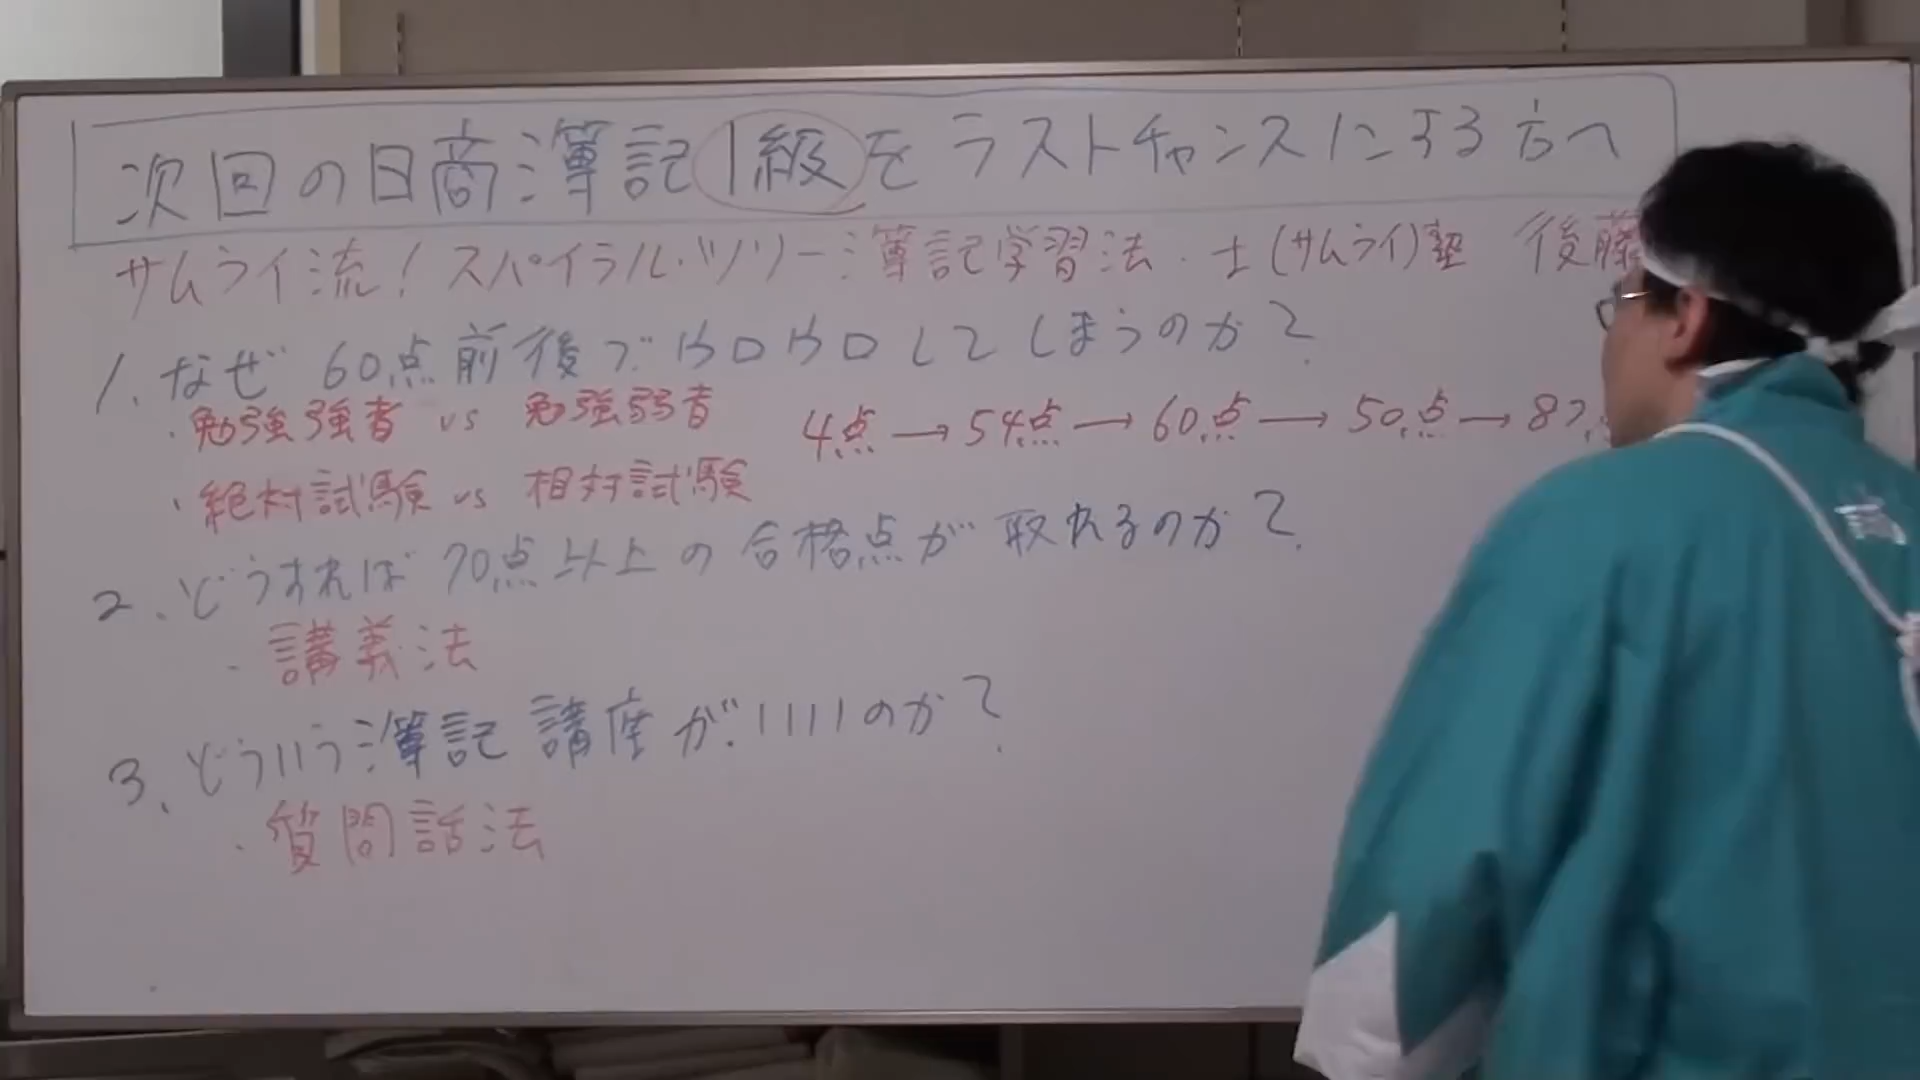 次回の日商簿記1級をラストチャンスにする方へ
サムライ流!スパイラル・ツリー簿記学習法・士(サムライ)塾 後藤
1.なぜ60点前後でウロウロしてしまうのか?
・勉強強者 vs 勉強弱者
4点→54点→60点→50点→87
・絶対試験 vs 相対試験
2.どうすれば70点以上の合格点が取れるのか?
・講義法
3、どういう簿記講座がいいのか?
・質問話法